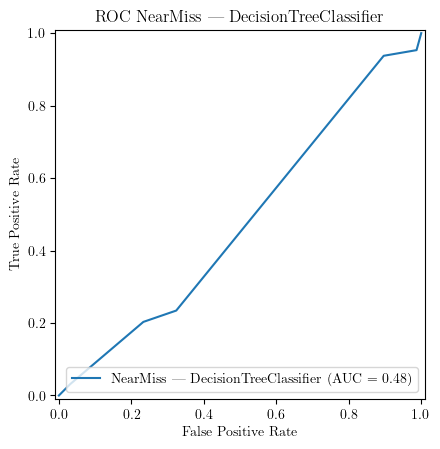 ROC NearMiss — DecisionTreeClassifier
True Positive Rate
1.0
0.8
0.6
0.4
0.2
0.0
NearMiss — DecisionTreeClassifier (AUC = 0.48)
0.0 0.2 0.4 0.6 0.8 1.0
False Positive Rate